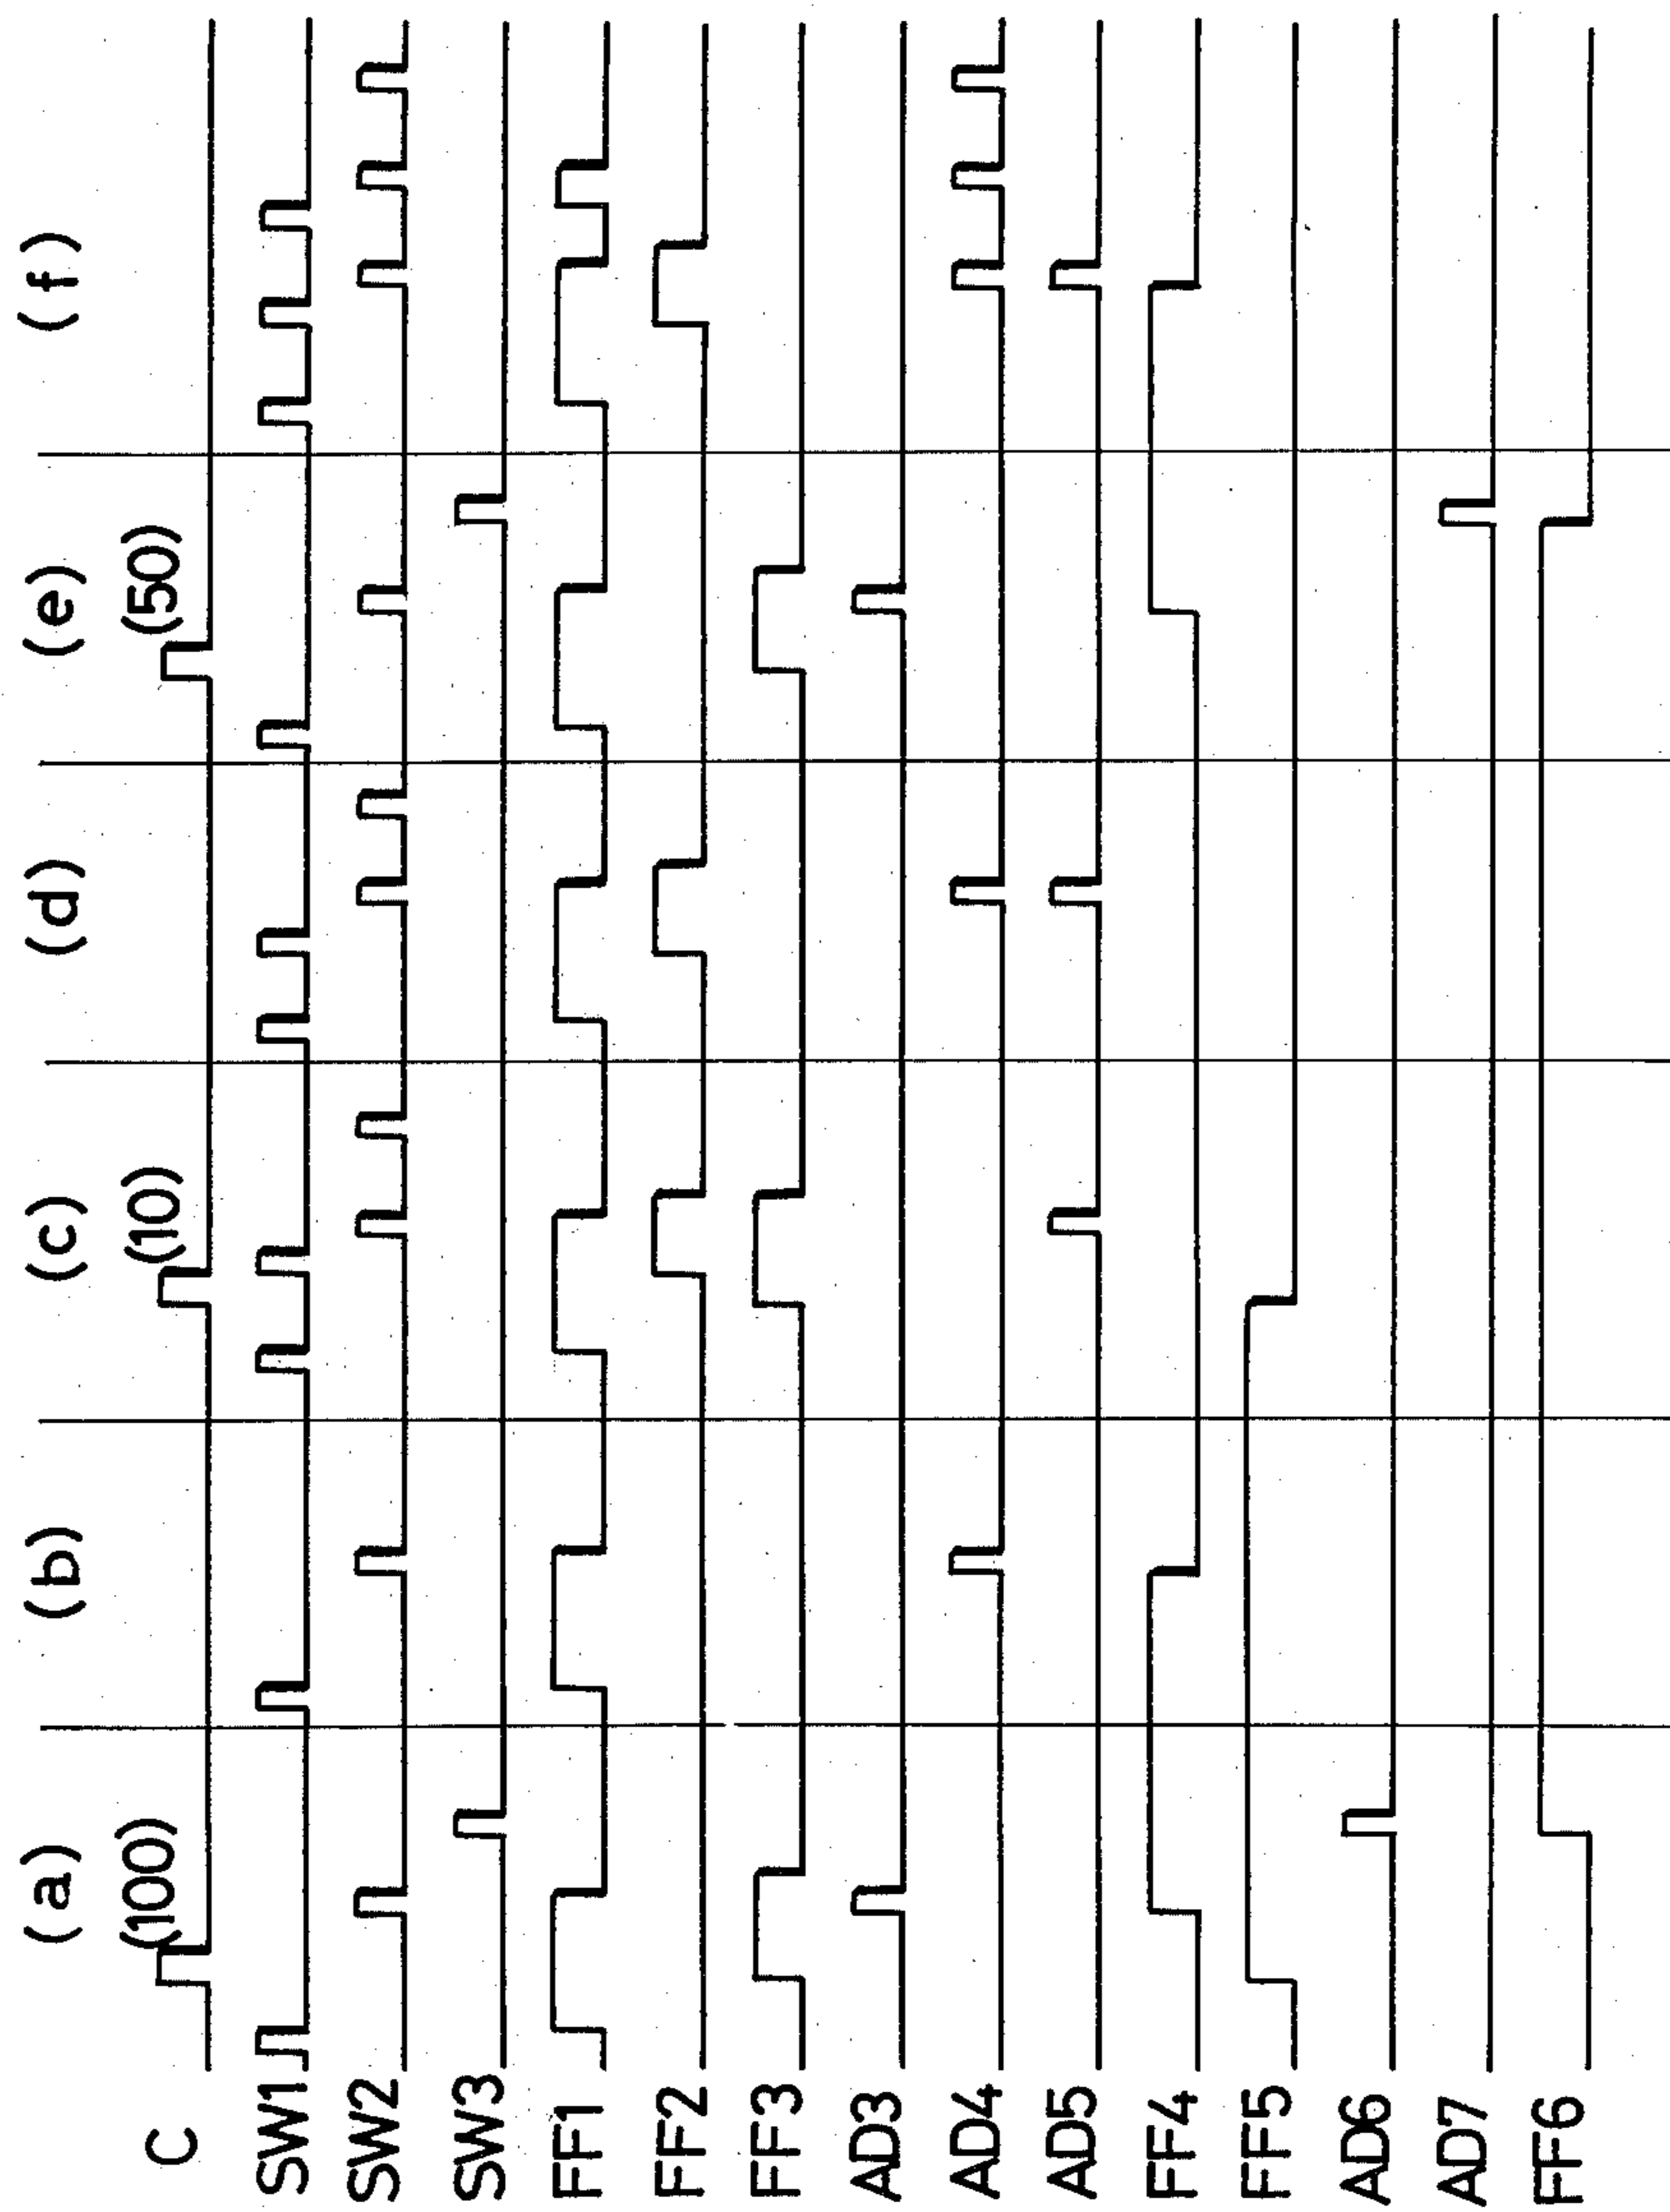 (a) (b) (c) (d) (e) (f)
(100) (10) (50)
C
SW1
SW2
SW3
FF1
FF2
FF3
AD3
AD4
AD5
FF4
FF5
AD6
AD7
FF6